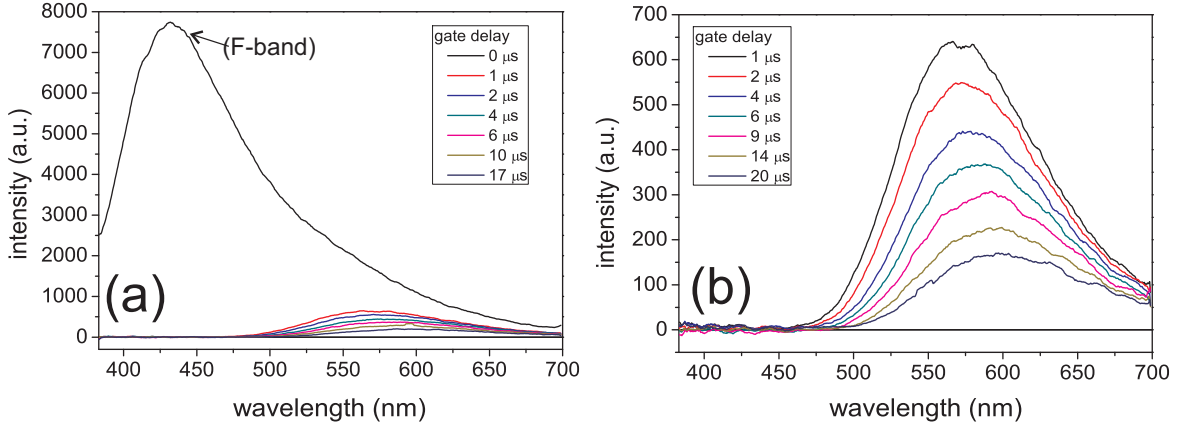 (F-band)
gate delay
0 μs
1 μs
2 μs
4 μs
6 μs
10 μs
17 μs
8000
7000
6000
5000
4000
3000
2000
1000
0
intensity (a.u.)
(a)
400 450 500 550 600 650 700
wavelength (nm)
gate delay
1 μs
2 μs
4 μs
6 μs
9 μs
14 μs
20 μs
700
600
500
400
300
200
100
0
intensity (a.u.)
(b)
400 450 500 550 600 650 700
wavelength (nm)